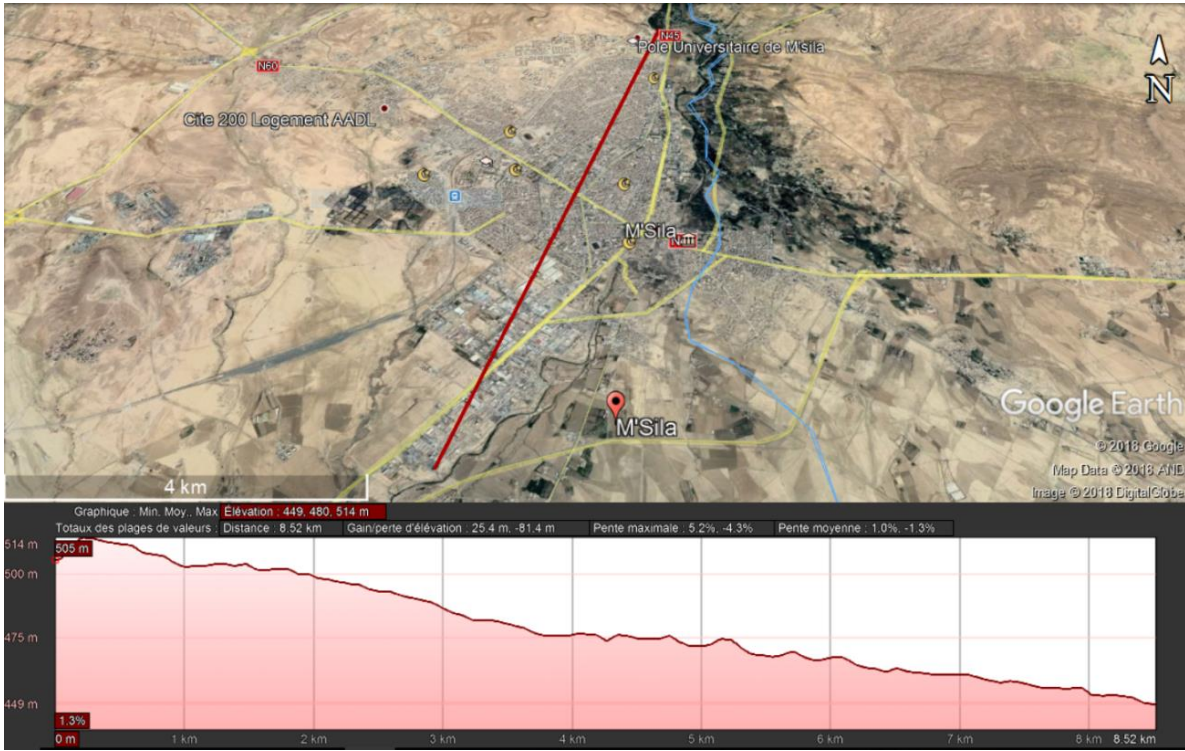 N45
Pole Universitaire de M'sila
N60
N
Cite 200 Logement AADL
M'Sila
M'Sila
Google Earth
© 2018 Google
Map Data © 2018 AND
Image © 2018 DigitalGlobe
4 km
Graphique : Min. Moy.. Max Élévation : 449, 480, 514 m
Totaux des plages de valeurs : Distance : 8.52 km Gain/perte d'élévation : 25.4 m. -81.4 m Pente maximale : 5.2%. -4.3% Pente moyenne : 1.0%. -1.3%
514 m
505 m
500 m
475 m
449 m
1.3%
0 m 1 km 2 km 3 km 4 km 5 km 6 km 7 km 8 km 8.52 km